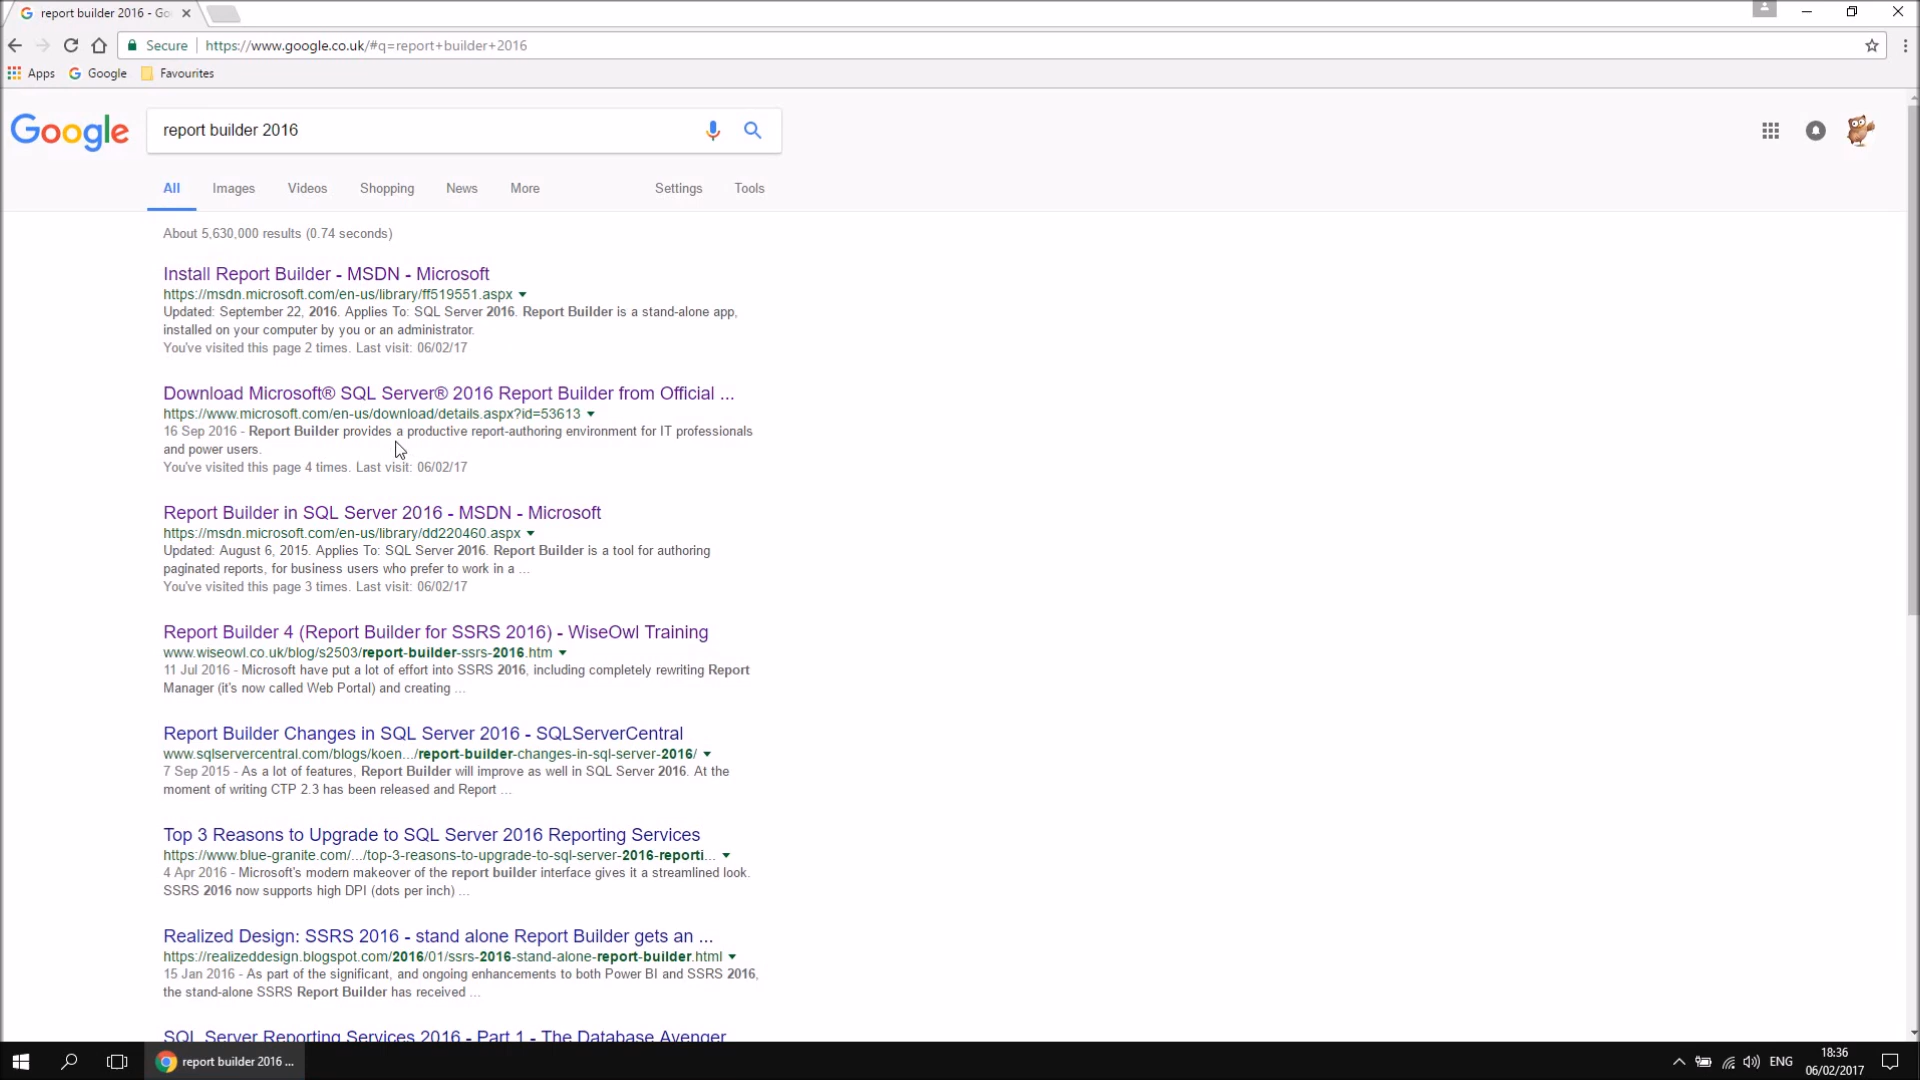 report builder 2016 - Go
Secure https://www.google.co.uk/#q=report+builder+2016
Apps Google Favourites
Google report builder 2016
All Images Videos Shopping News More Settings Tools
About 5,630,000 results (0.74 seconds)
Install Report Builder - MSDN - Microsoft
https://msdn.microsoft.com/en-us/library/ff519551.aspx
Updated: September 22, 2016. Applies To: SQL Server 2016. Report Builder is a stand-alone app,
installed on your computer by you or an administrator.
You've visited this page 2 times. Last visit: 06/02/17
Download Microsoft® SQL Server® 2016 Report Builder from Official ...
https://www.microsoft.com/en-us/download/details.aspx?id=53613
16 Sep 2016 - Report Builder provides a productive report-authoring environment for IT professionals
and power users.
You've visited this page 4 times. Last visit: 06/02/17
Report Builder in SQL Server 2016 - MSDN - Microsoft
https://msdn.microsoft.com/en-us/library/dd220460.aspx
Updated: August 6, 2015. Applies To: SQL Server 2016. Report Builder is a tool for authoring
paginated reports, for business users who prefer to work in a ...
You've visited this page 3 times. Last visit: 06/02/17
Report Builder 4 (Report Builder for SSRS 2016) - WiseOwl Training
www.wiseowl.co.uk/blog/s2503/report-builder-ssrs-2016.htm
11 Jul 2016 - Microsoft have put a lot of effort into SSRS 2016, including completely rewriting Report
Manager (it's now called Web Portal) and creating ...
Report Builder Changes in SQL Server 2016 - SQLServerCentral
www.sqlservercentral.com/blogs/koen.../report-builder-changes-in-sql-server-2016/
7 Sep 2015 - As a lot of features, Report Builder will improve as well in SQL Server 2016. At the
moment of writing CTP 2.3 has been released and Report ...
Top 3 Reasons to Upgrade to SQL Server 2016 Reporting Services
https://www.blue-granite.com/.../top-3-reasons-to-upgrade-to-sql-server-2016-reporti...
4 Apr 2016 - Microsoft's modern makeover of the report builder interface gives it a streamlined look.
SSRS 2016 now supports high DPI (dots per inch) ...
Realized Design: SSRS 2016 - stand alone Report Builder gets an ...
https://realizeddesign.blogspot.com/2016/01/ssrs-2016-stand-alone-report-builder.html
15 Jan 2016 - As part of the significant, and ongoing enhancements to both Power BI and SSRS 2016,
the stand-alone SSRS Report Builder has received ...
SQL Server Reporting Services 2016 - Part 1 - The Database Avenger
report builder 2016 ... ENG 18:36
06/02/2017